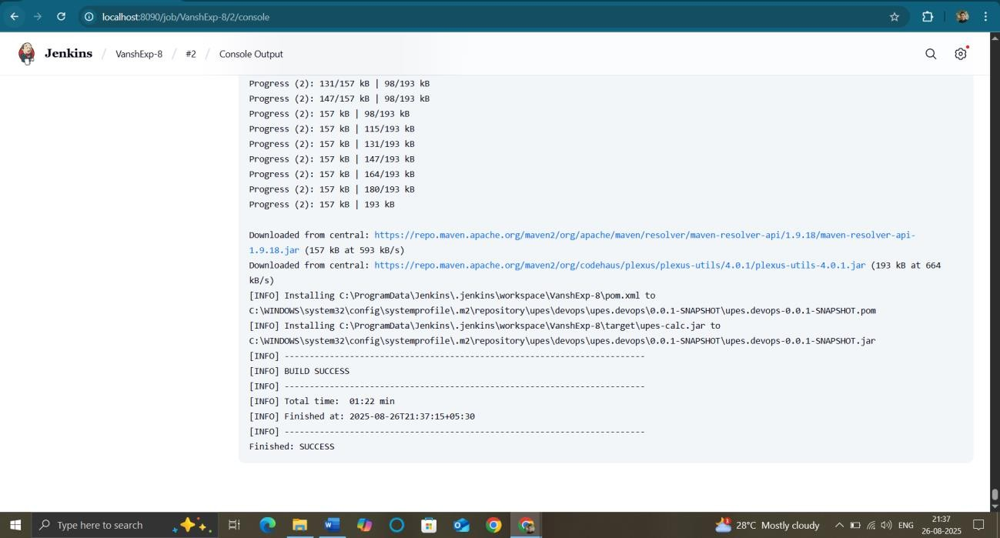 localhost:8090/job/VanshExp-8/2/console
Jenkins / VanshExp-8 / #2 / Console Output
Progress (2): 131/157 kB | 98/193 kB
Progress (2): 147/157 kB | 98/193 kB
Progress (2): 157 kB | 98/193 kB
Progress (2): 157 kB | 115/193 kB
Progress (2): 157 kB | 131/193 kB
Progress (2): 157 kB | 147/193 kB
Progress (2): 157 kB | 164/193 kB
Progress (2): 157 kB | 180/193 kB
Progress (2): 157 kB | 193 kB
Downloaded from central: https://repo.maven.apache.org/maven2/org/apache/maven/resolver/maven-resolver-api/1.9.18/maven-resolver-api-
1.9.18.jar (157 kB at 593 kB/s)
Downloaded from central: https://repo.maven.apache.org/maven2/org/codehaus/plexus/plexus-utils/4.0.1/plexus-utils-4.0.1.jar (193 kB at 664
kB/s)
[INFO] Installing C:\ProgramData\Jenkins\.jenkins\workspace\VanshExp-8\pom.xml to
C:\WINDOWS\system32\config\systemprofile\.m2\repository\upes\devops\upes.devops\0.0.1-SNAPSHOT\upes.devops-0.0.1-SNAPSHOT.pom
[INFO] Installing C:\ProgramData\Jenkins\.jenkins\workspace\VanshExp-8\target\upes-calc.jar to
C:\WINDOWS\system32\config\systemprofile\.m2\repository\upes\devops\upes.devops\0.0.1-SNAPSHOT\upes.devops-0.0.1-SNAPSHOT.jar
[INFO] ------------------------------------------------------------------------
[INFO] BUILD SUCCESS
[INFO] ------------------------------------------------------------------------
[INFO] Total time:  01:22 min
[INFO] Finished at: 2025-08-26T21:37:15+05:30
[INFO] ------------------------------------------------------------------------
Finished: SUCCESS
Type here to search
3
28°C Mostly cloudy
ENG
21:37
26-08-2025